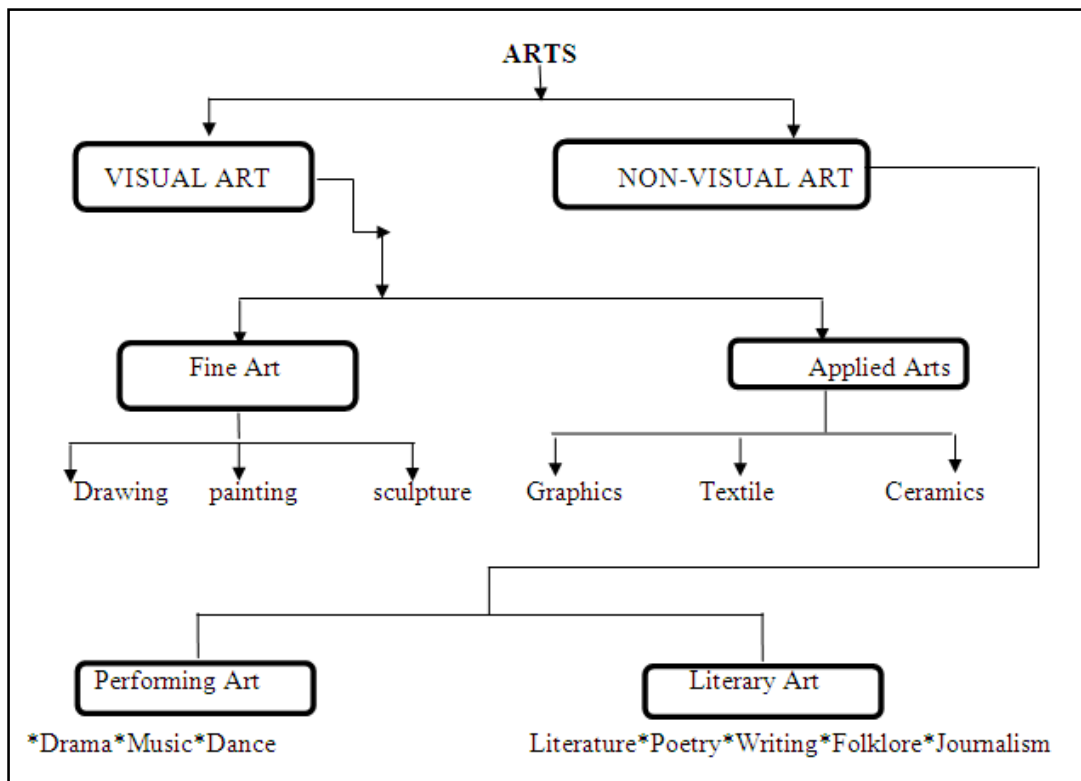 ARTS
VISUAL ART
NON-VISUAL ART
Fine Art
Applied Arts
Drawing
painting
sculpture
Graphics
Textile
Ceramics
Performing Art
Literary Art
*Drama*Music*Dance
Literature*Poetry*Writing*Folklore*Journalism